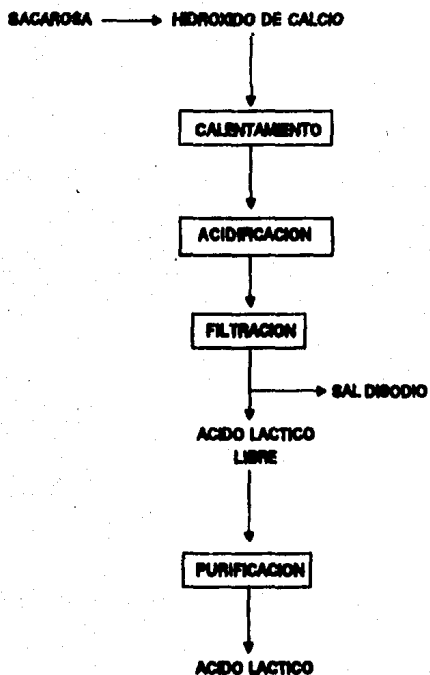 SACAROSA HIDROXIDO DE CALCIO
CALENTAMIENTO
ACIDIFICACION
FILTRACION
SAL DISODIO
ACIDO LACTICO
LIBRE
PURIFICACION
ACIDO LACTICO